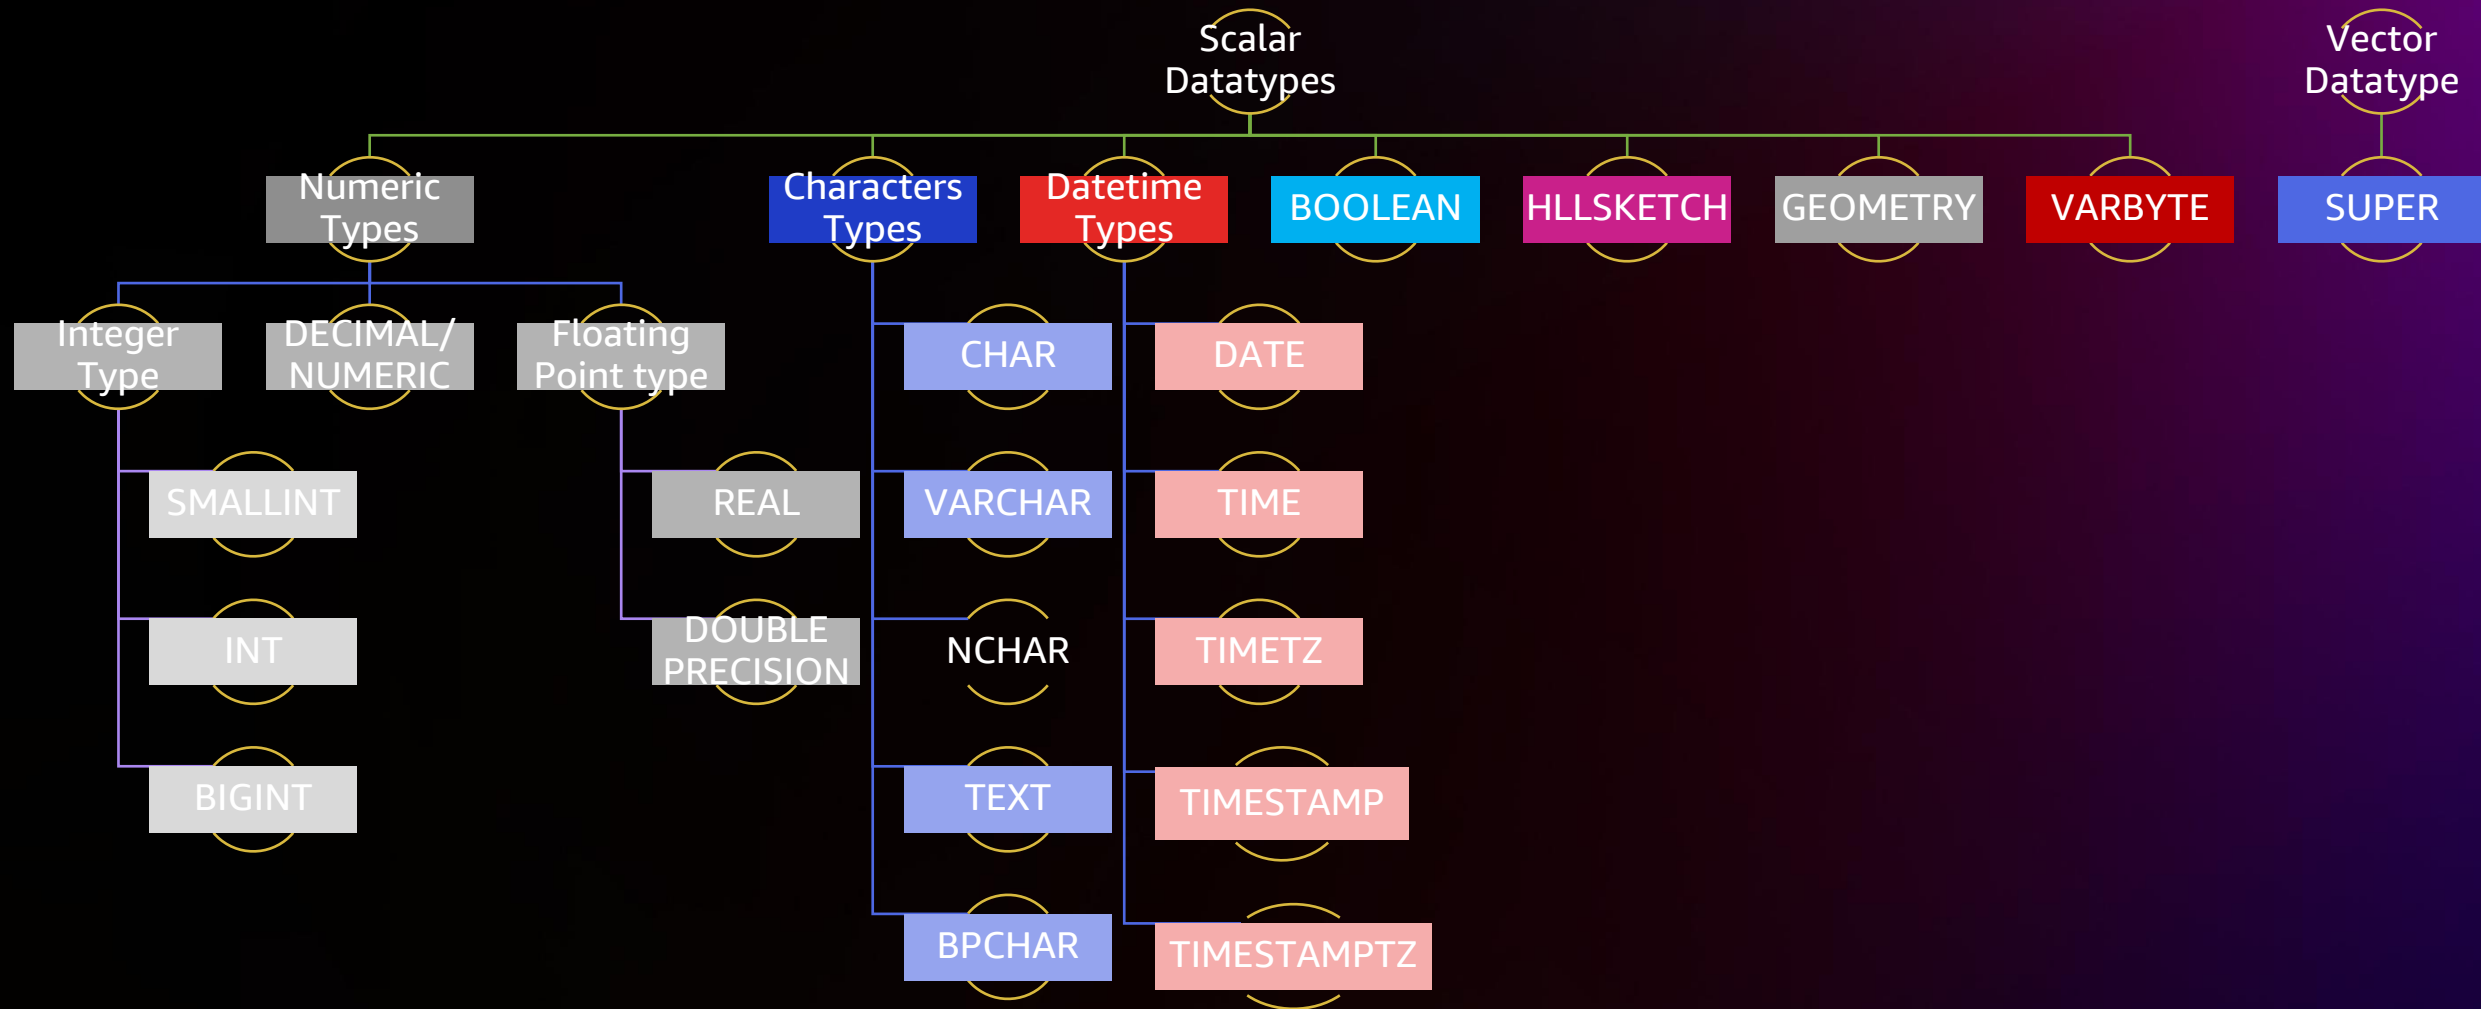 Scalar
Datatypes
Vector
Datatype
Numeric
Types
Characters
Types
Datetime
Types
BOOLEAN
HLLSKETCH
GEOMETRY
VARBYTE
SUPER
Integer
Type
DECIMAL/
NUMERIC
Floating
Point type
CHAR
DATE
SMALLINT
REAL
VARCHAR
TIME
INT
DOUBLE
PRECISION
NCHAR
TIMETZ
BIGINT
TEXT
TIMESTAMP
BPCHAR
TIMESTAMPTZ